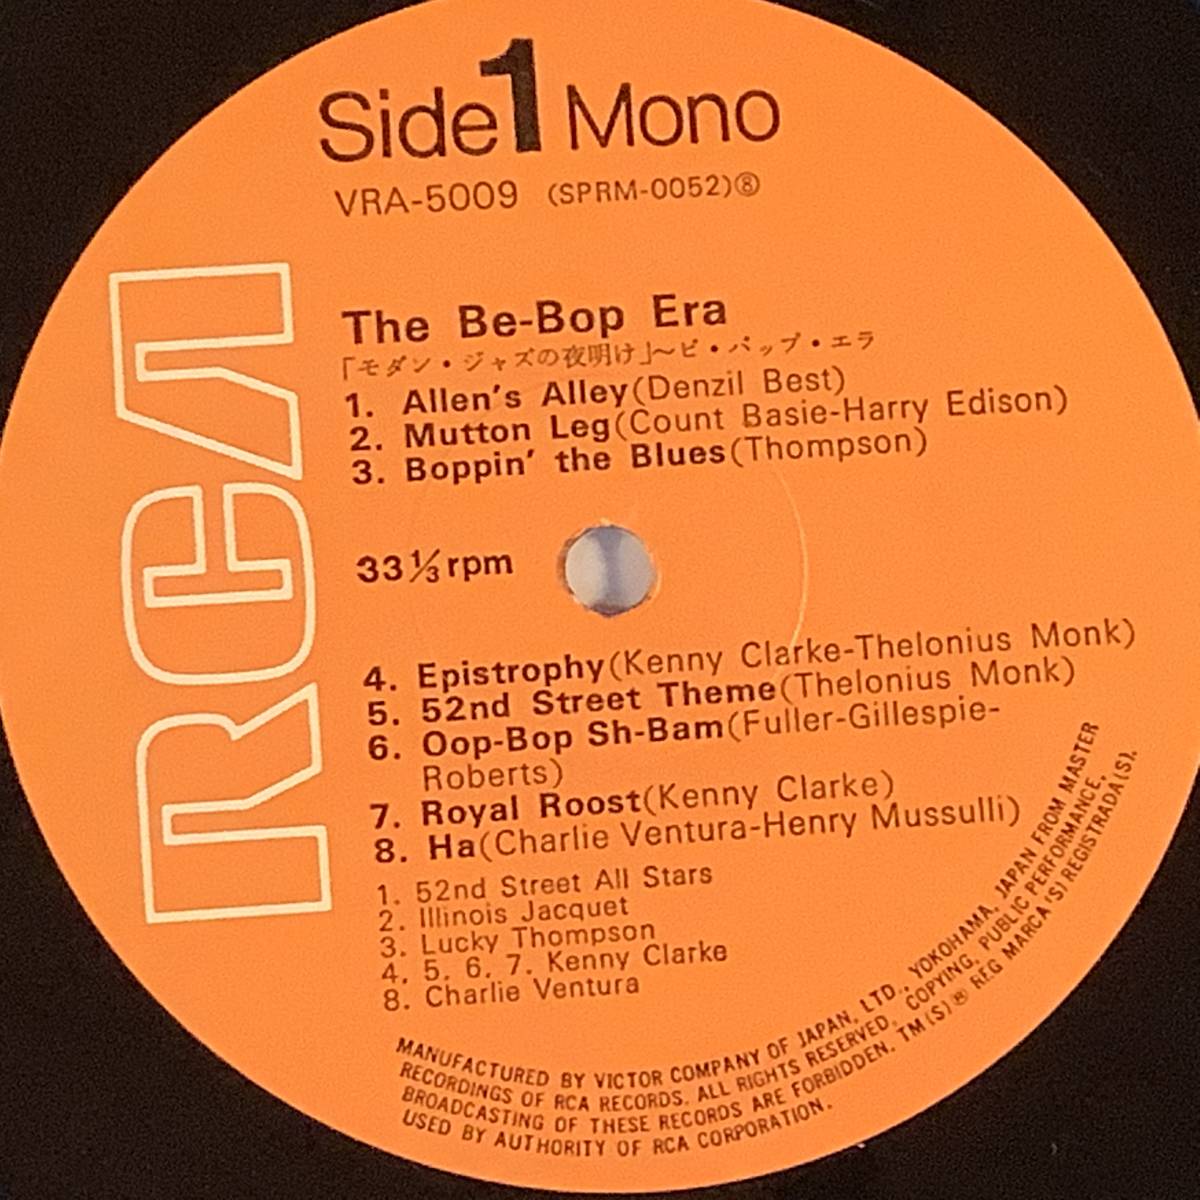 Side 1 Mono
VRA-5009 (SPRM-0052)⑧
RCA
The Be-Bop Era
「モダン・ジャズの夜明け」〜ビ・バップ・エラ
1. Allen's Alley(Denzil Best)
2. Mutton Leg(Count Basie-Harry Edison)
3. Boppin' the Blues(Thompson)
33⅓rpm
4. Epistrophy(Kenny Clarke-Thelonius Monk)
5. 52nd Street Theme(Thelonius Monk)
6. Oop-Bop Sh-Bam(Fuller-Gillespie-
Roberts)
7. Royal Roost(Kenny Clarke)
8. Ha(Charlie Ventura-Henry Mussulli)
1. 52nd Street All Stars
2. Illinois Jacquet
3. Lucky Thompson
4. 5. 6. 7. Kenny Clarke
8. Charlie Ventura
MANUFACTURED BY VICTOR COMPANY OF JAPAN, LTD., YOKOHAMA, JAPAN FROM MASTER
RECORDINGS OF RCA RECORDS. ALL RIGHTS RESERVED, COPYING, PUBLIC PERFORMANCE,
BROADCASTING OF THESE RECORDS ARE FORBIDDEN. TM(S)® REG MARCA(S) REGISTRADA(S).
USED BY AUTHORITY OF RCA CORPORATION.